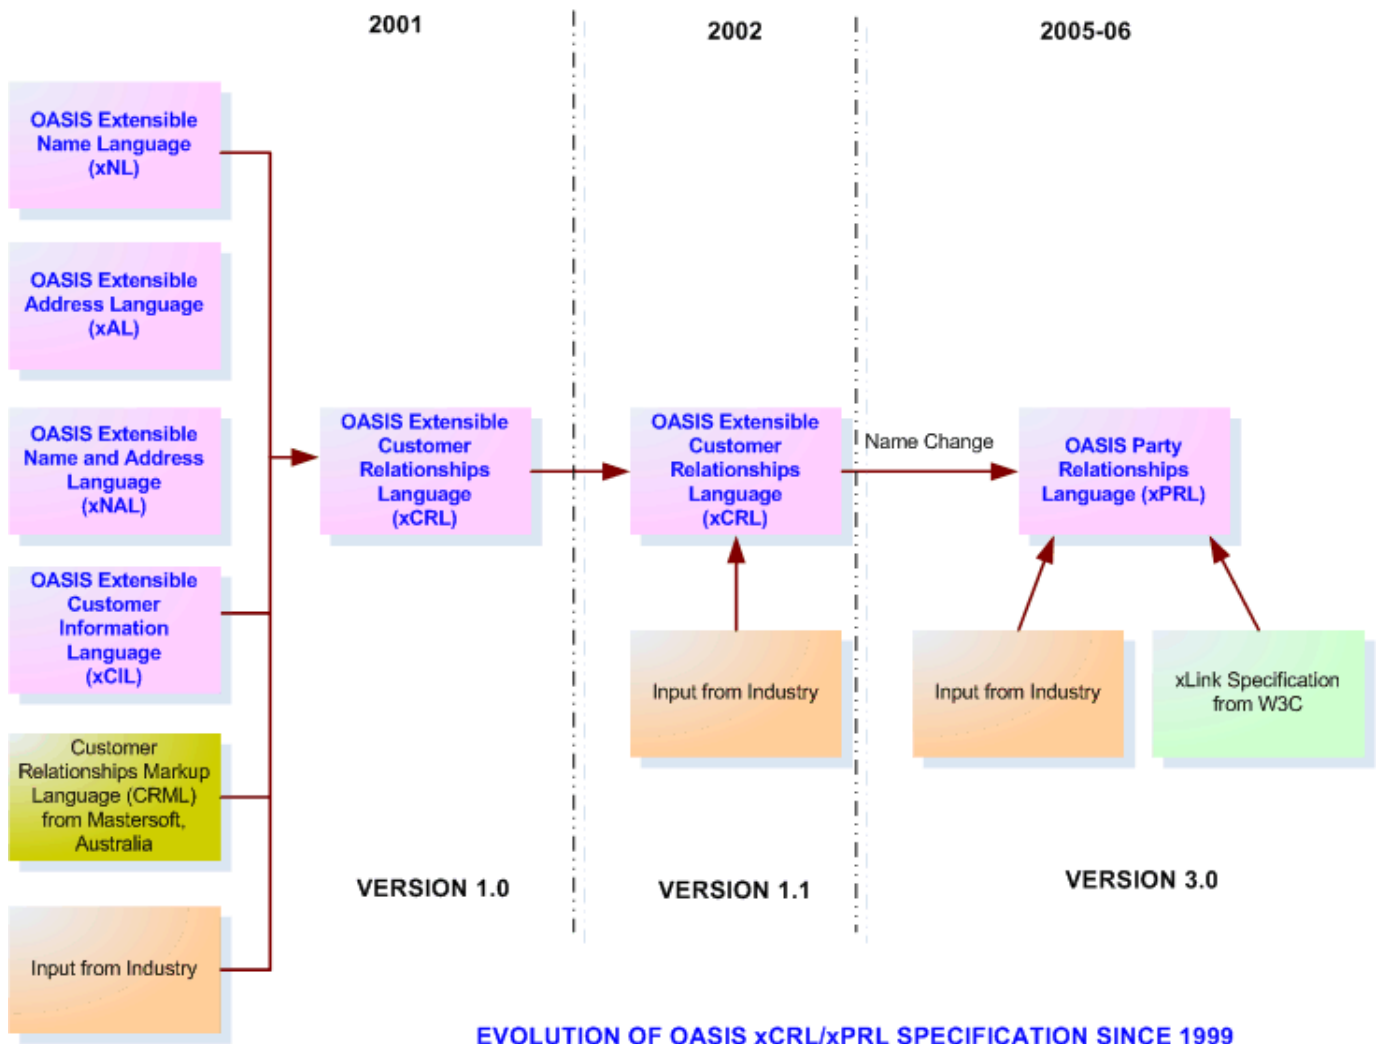 2001
2002
2005-06
OASIS Extensible
Name Language
(xNL)
OASIS Extensible
Address Language
(xAL)
OASIS Extensible
Name and Address
Language
(xNAL)
OASIS Extensible
Customer
Information
Language
(xCIL)
Customer
Relationships Markup
Language (CRML)
from Mastersoft,
Australia
Input from Industry
OASIS Extensible
Customer
Relationships
Language
(xCRL)
OASIS Extensible
Customer
Relationships
Language
(xCRL)
Name Change
OASIS Party
Relationships
Language (xPRL)
Input from Industry
Input from Industry
xLink Specification
from W3C
VERSION 1.0
VERSION 1.1
VERSION 3.0
EVOLUTION OF OASIS xCRL/xPRL SPECIFICATION SINCE 1999